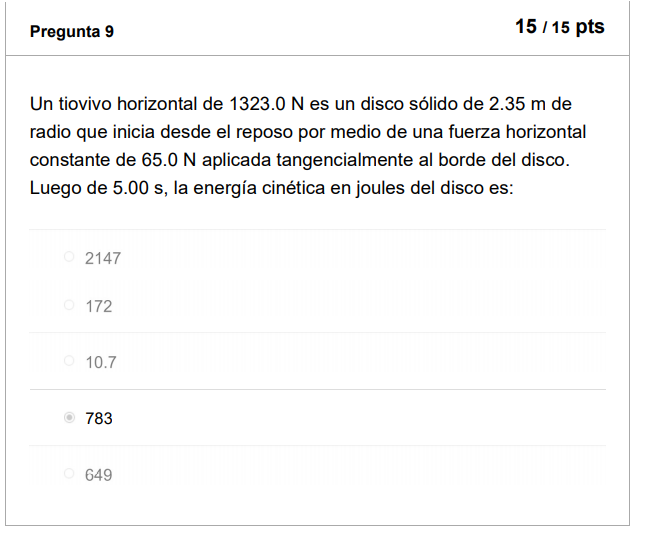 Pregunta 9
15 / 15 pts
Un tiovivo horizontal de 1323.0 N es un disco sólido de 2.35 m de
radio que inicia desde el reposo por medio de una fuerza horizontal
constante de 65.0 N aplicada tangencialmente al borde del disco.
Luego de 5.00 s, la energía cinética en joules del disco es:
2147
172
10.7
783
649